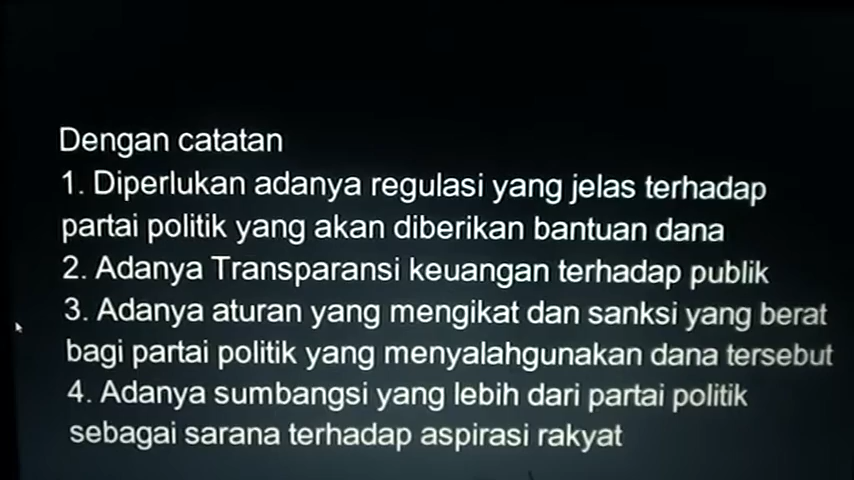 Dengan catatan
1. Diperlukan adanya regulasi yang jelas terhadap
partai politik yang akan diberikan bantuan dana
2. Adanya Transparansi keuangan terhadap publik
3. Adanya aturan yang mengikat dan sanksi yang berat
bagi partai politik yang menyalahgunakan dana tersebut
4. Adanya sumbangsi yang lebih dari partai politik
sebagai sarana terhadap aspirasi rakyat